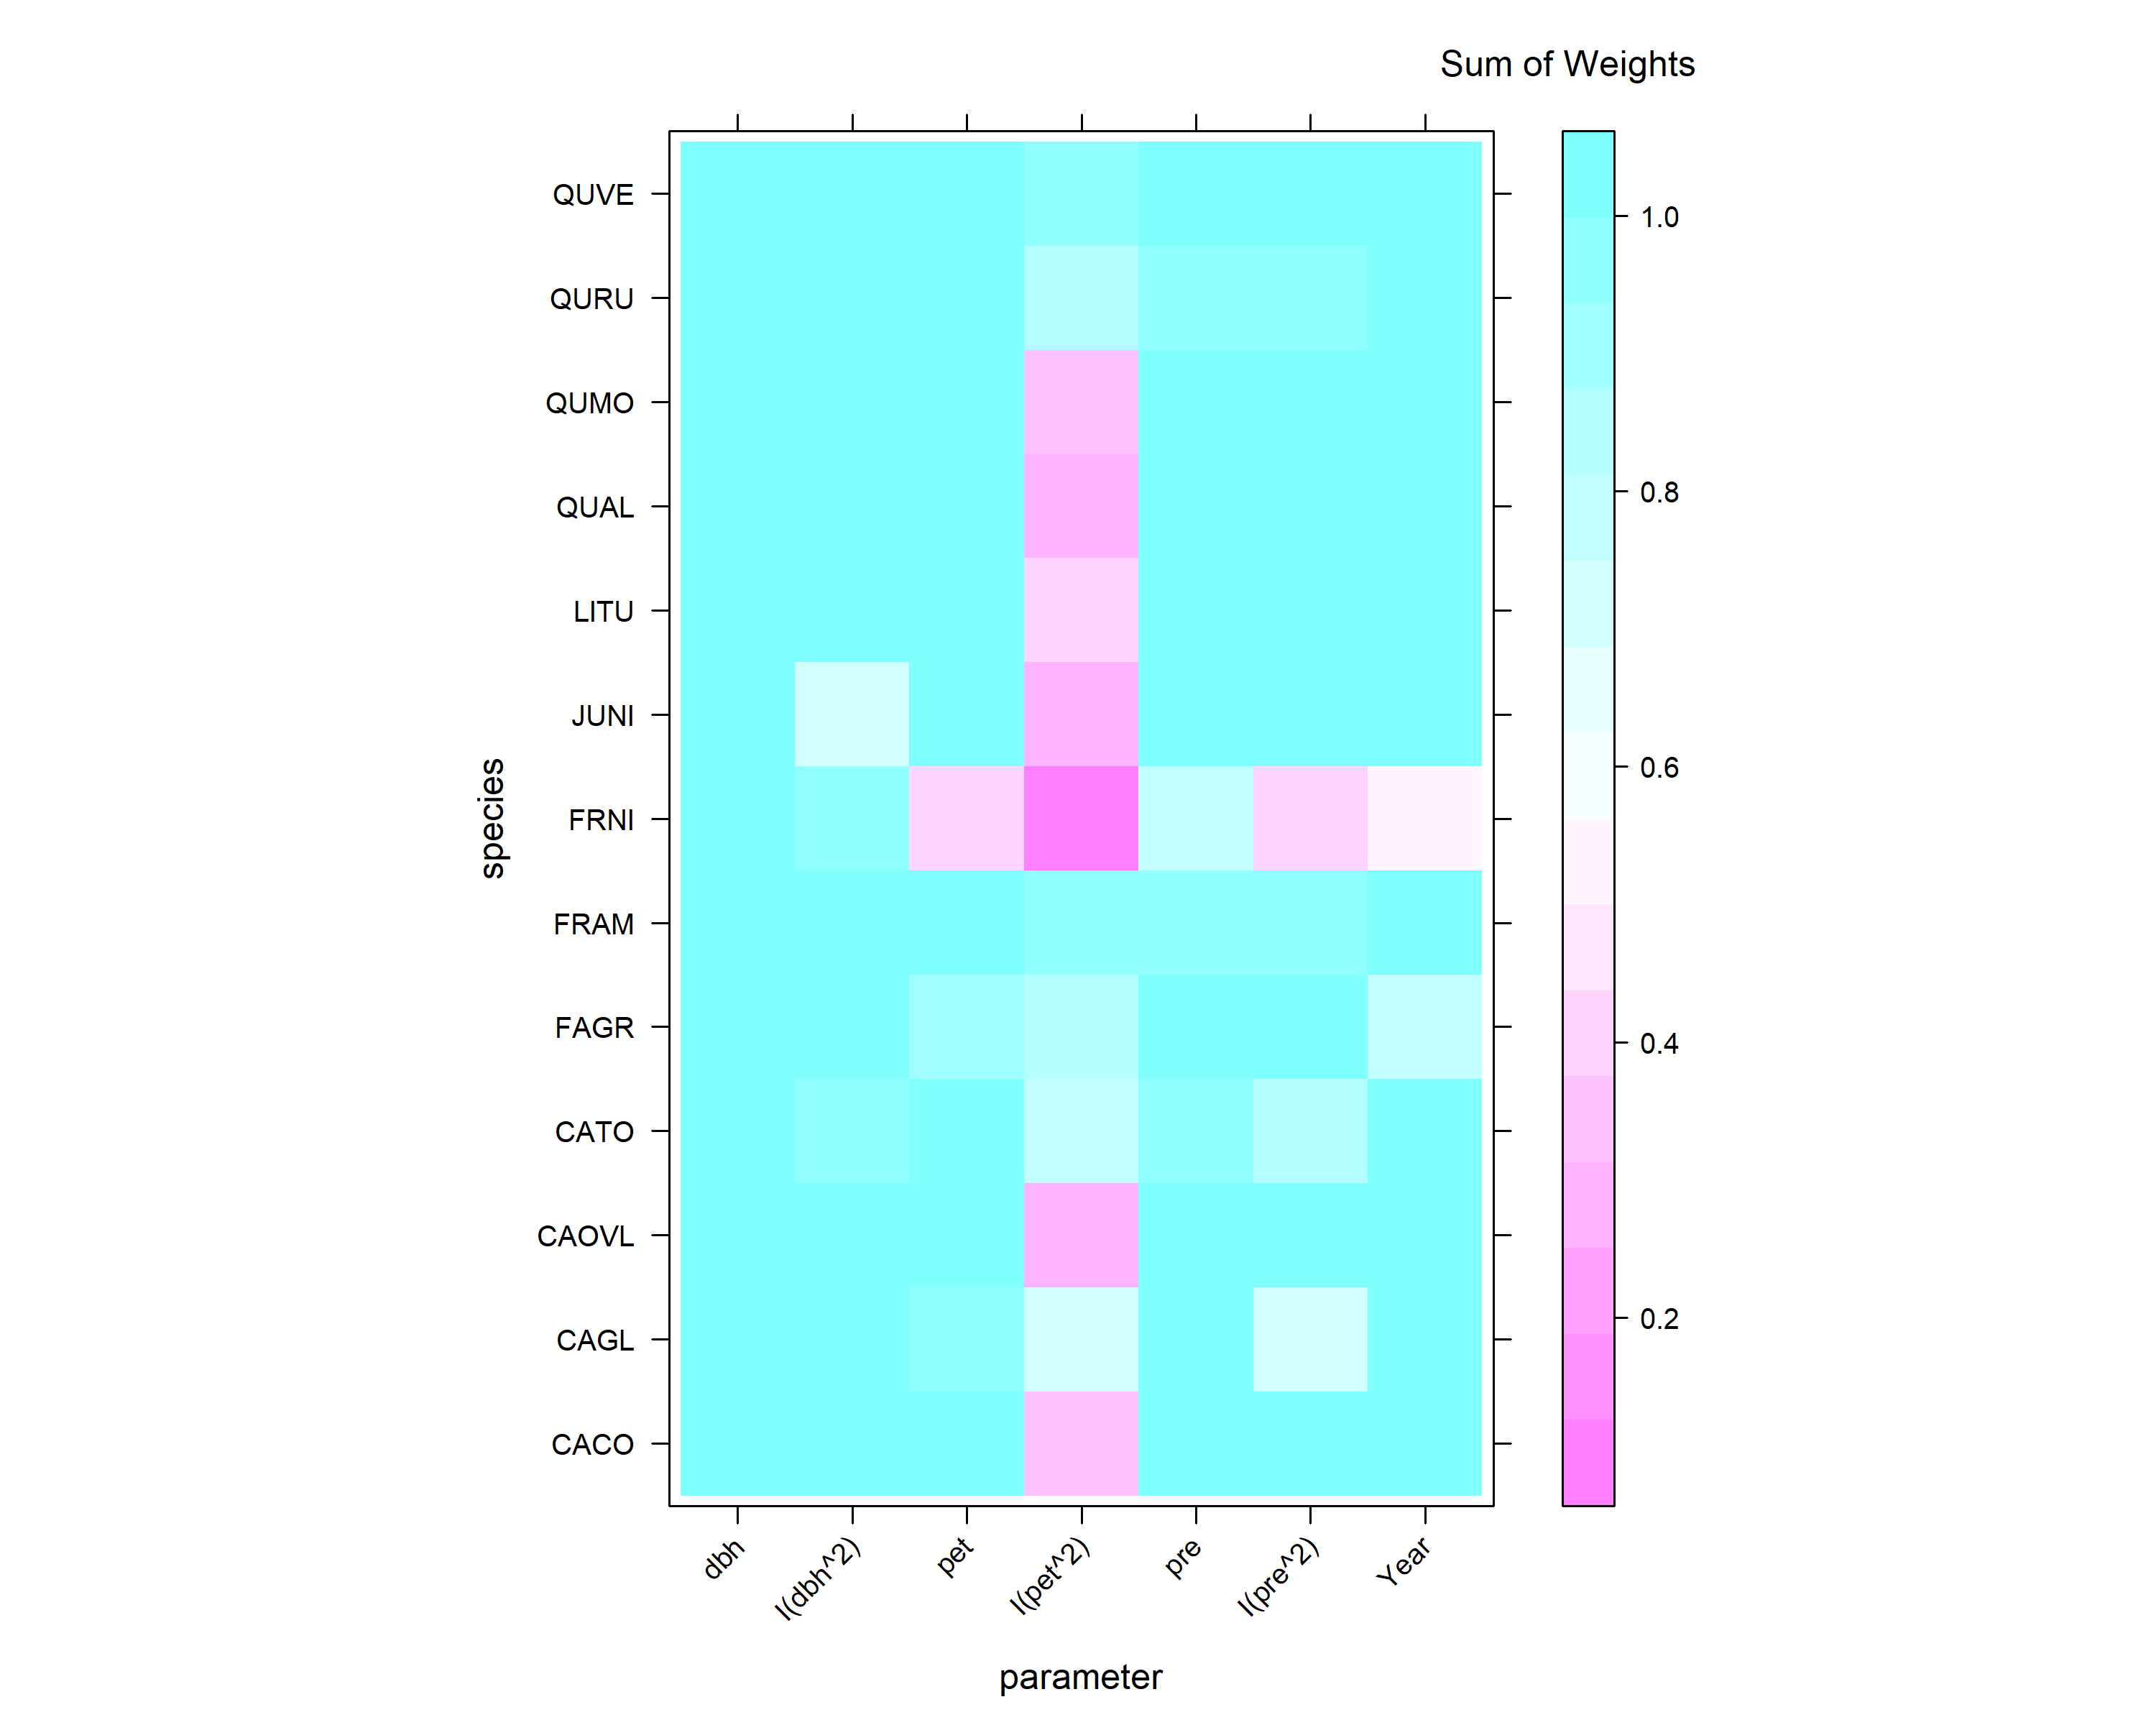 Sum of Weights
QUVE
QURU
QUMO
QUAL
LITU
JUNI
FRNI
FRAM
FAGR
CATO
CAOVL
CAGL
CACO
species
1.0
0.8
0.6
0.4
0.2
dbh
I(dbh^2)
pet
I(pet^2)
pre
I(pre^2)
Year
parameter